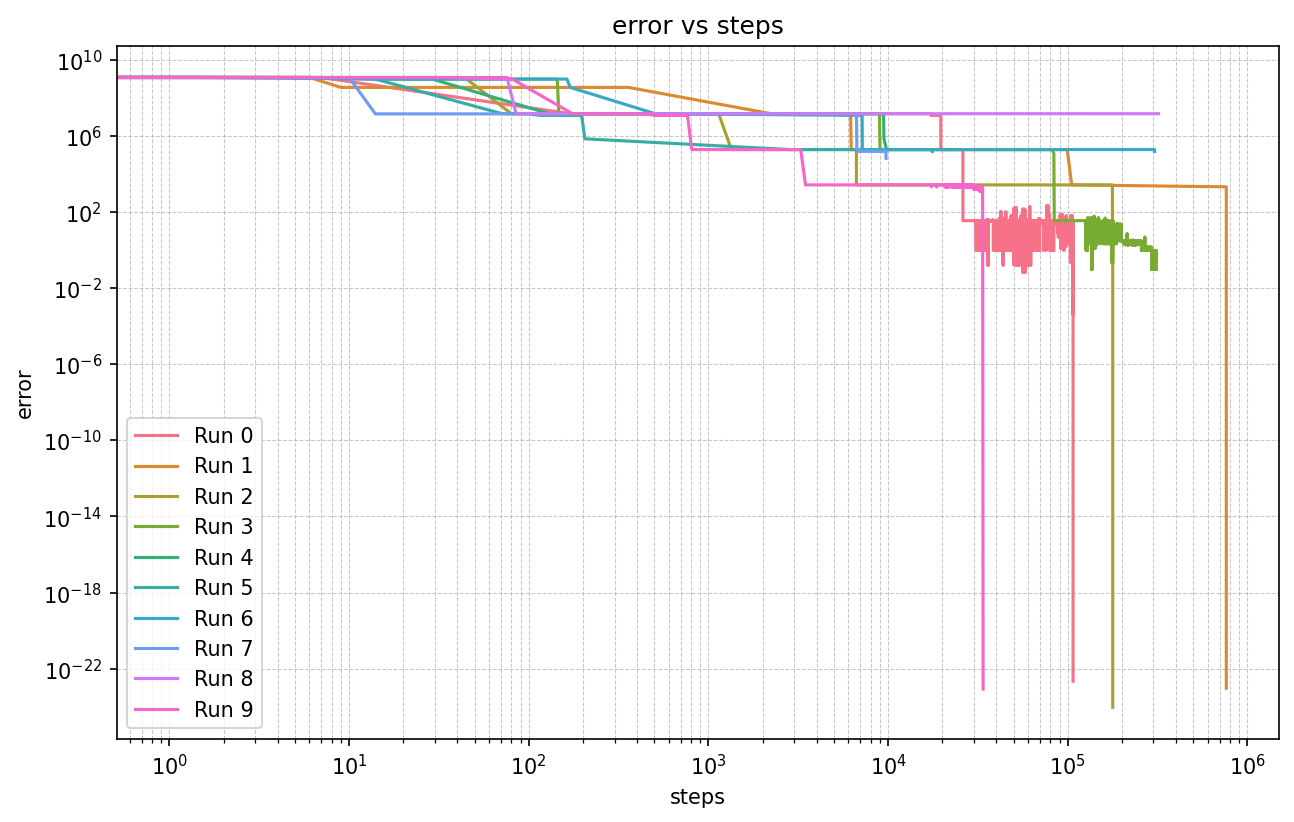 error vs steps
10^10
10^6
10^2
10^−2
10^−6
10^−10
10^−14
10^−18
10^−22
error
Run 0
Run 1
Run 2
Run 3
Run 4
Run 5
Run 6
Run 7
Run 8
Run 9
10^0 10^1 10^2 10^3 10^4 10^5 10^6
steps